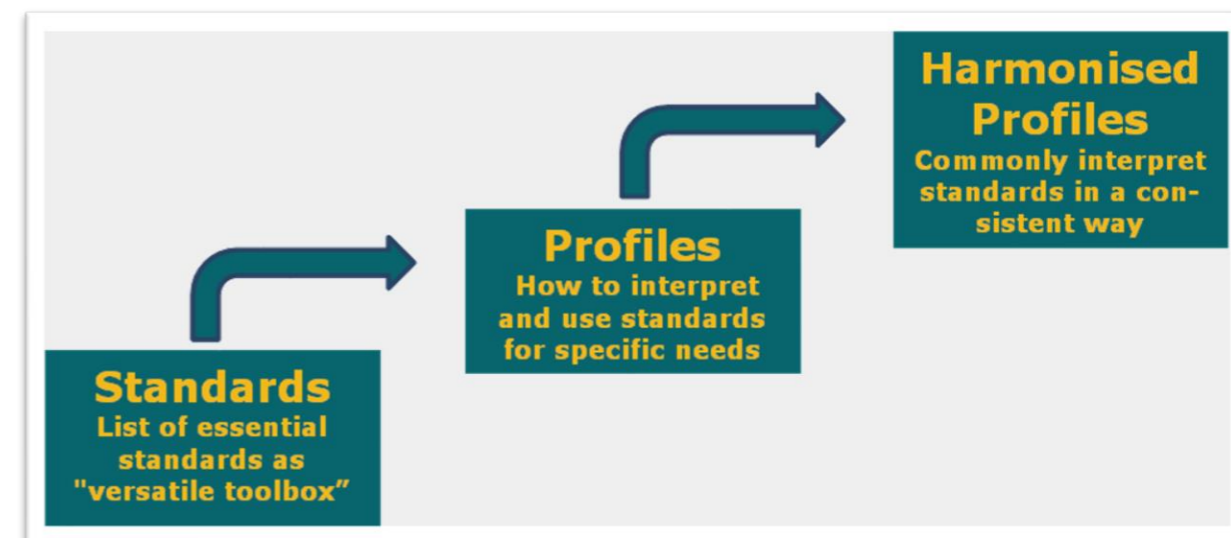 Standards
List of essential
standards as
"versatile toolbox”
Profiles
How to interpret
and use standards
for specific needs
Harmonised
Profiles
Commonly interpret
standards in a con-
sistent way